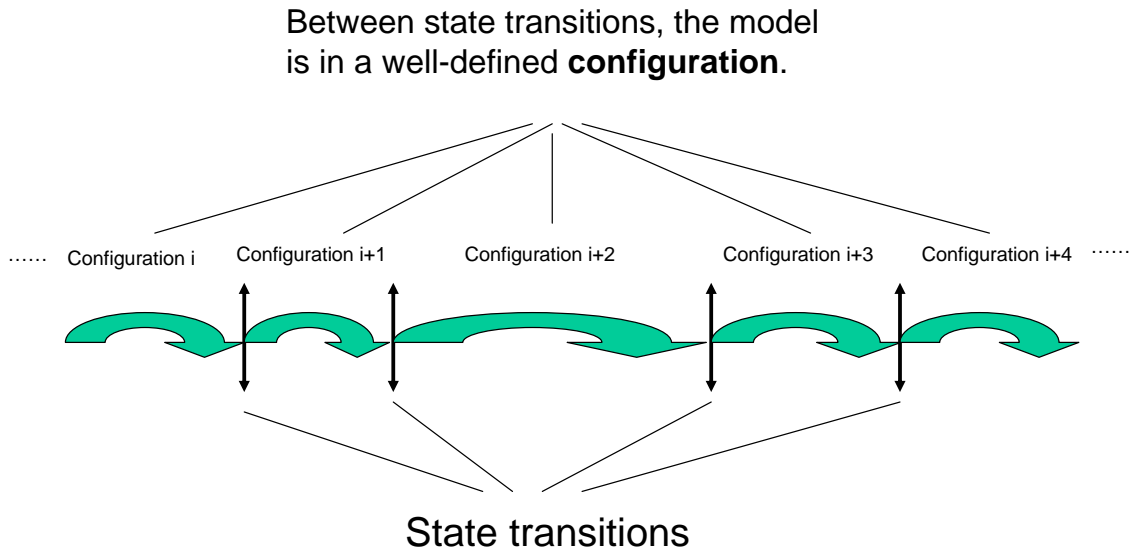 Between state transitions, the model
is in a well-defined configuration.
...... Configuration i Configuration i+1 Configuration i+2 Configuration i+3 Configuration i+4 ......
State transitions